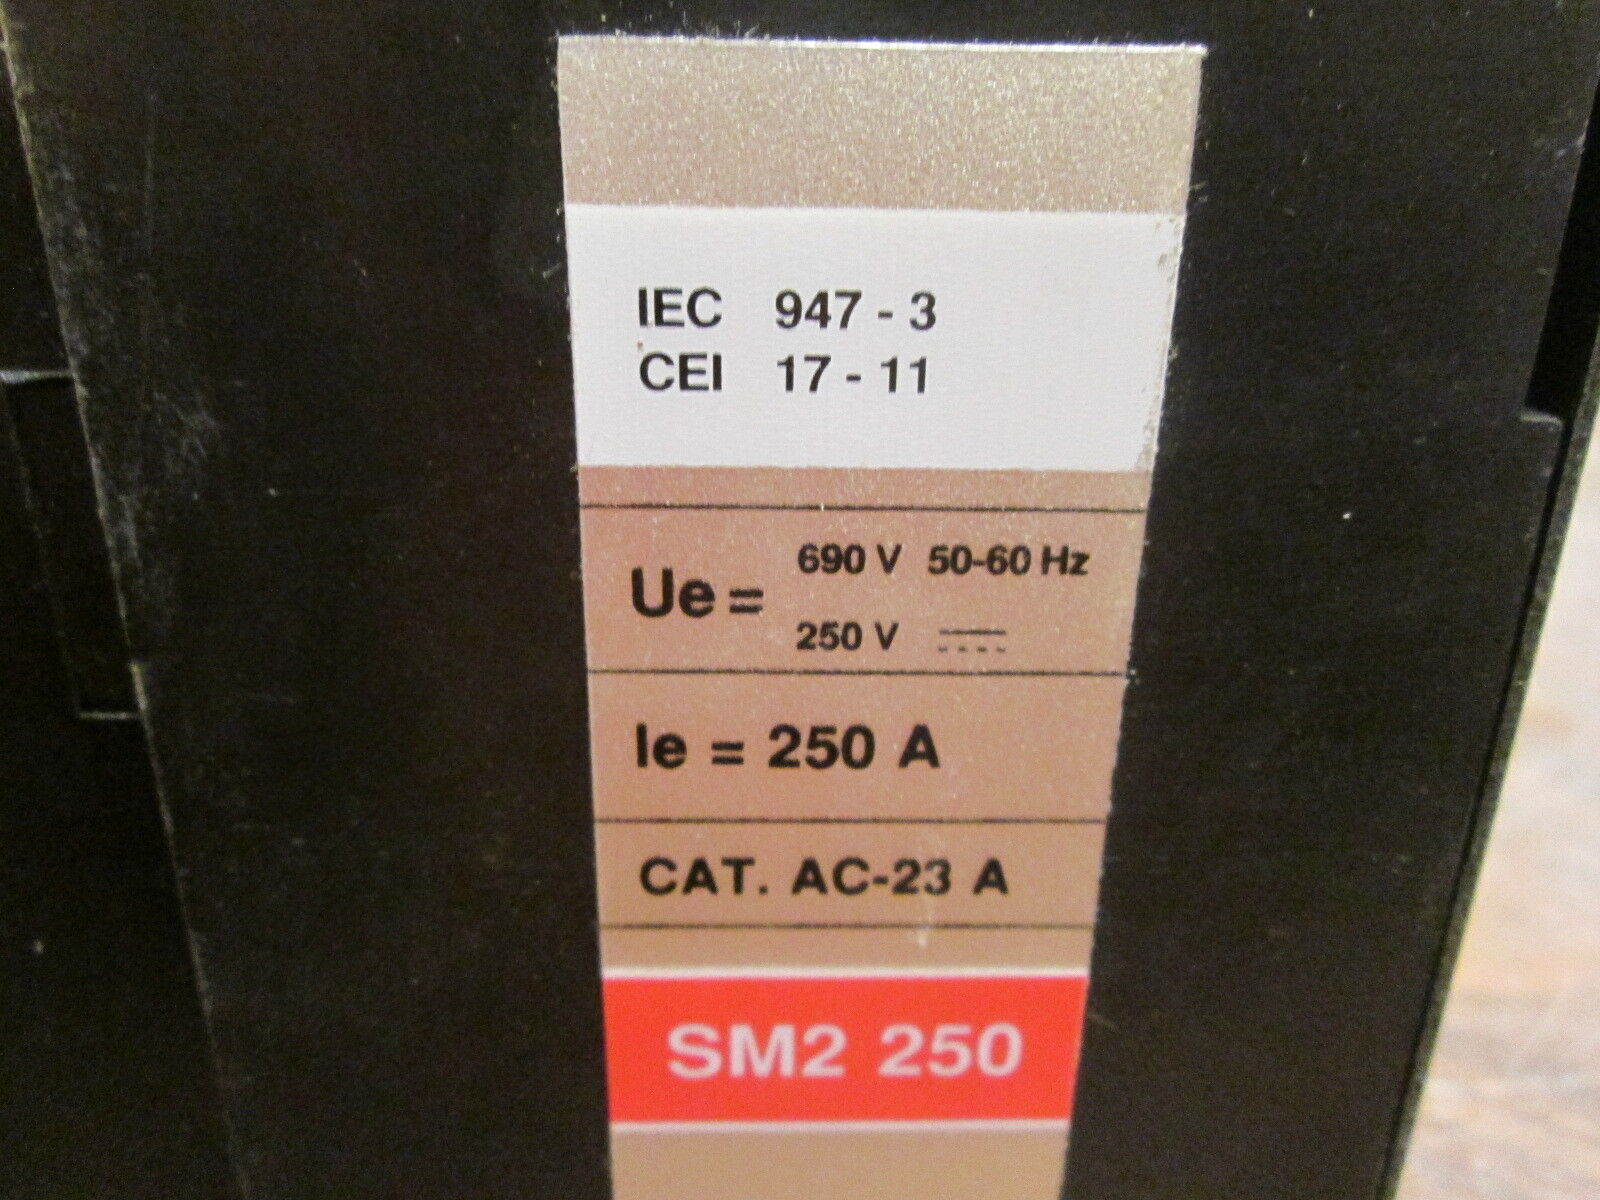 IEC 947 - 3
CEI 17 - 11
Ue = 690 V 50-60 Hz
250 V
Ie = 250 A
CAT. AC-23 A
SM2 250